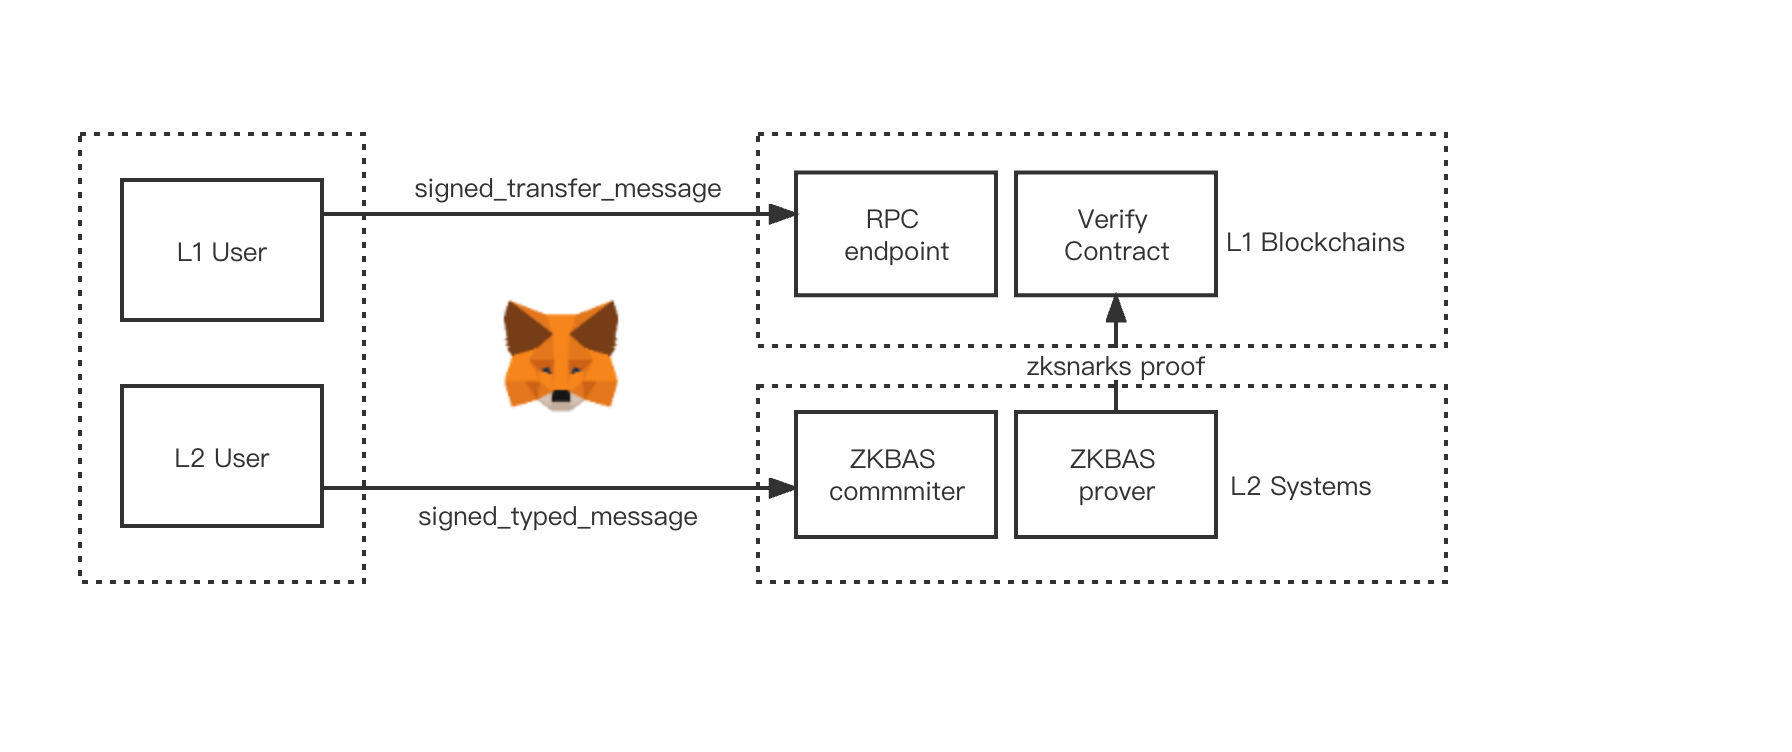 signed_transfer_message
L1 User
RPC
endpoint
Verify
Contract
L1 Blockchains
zksnarks proof
L2 User
ZKBAS
commmiter
ZKBAS
prover
L2 Systems
signed_typed_message